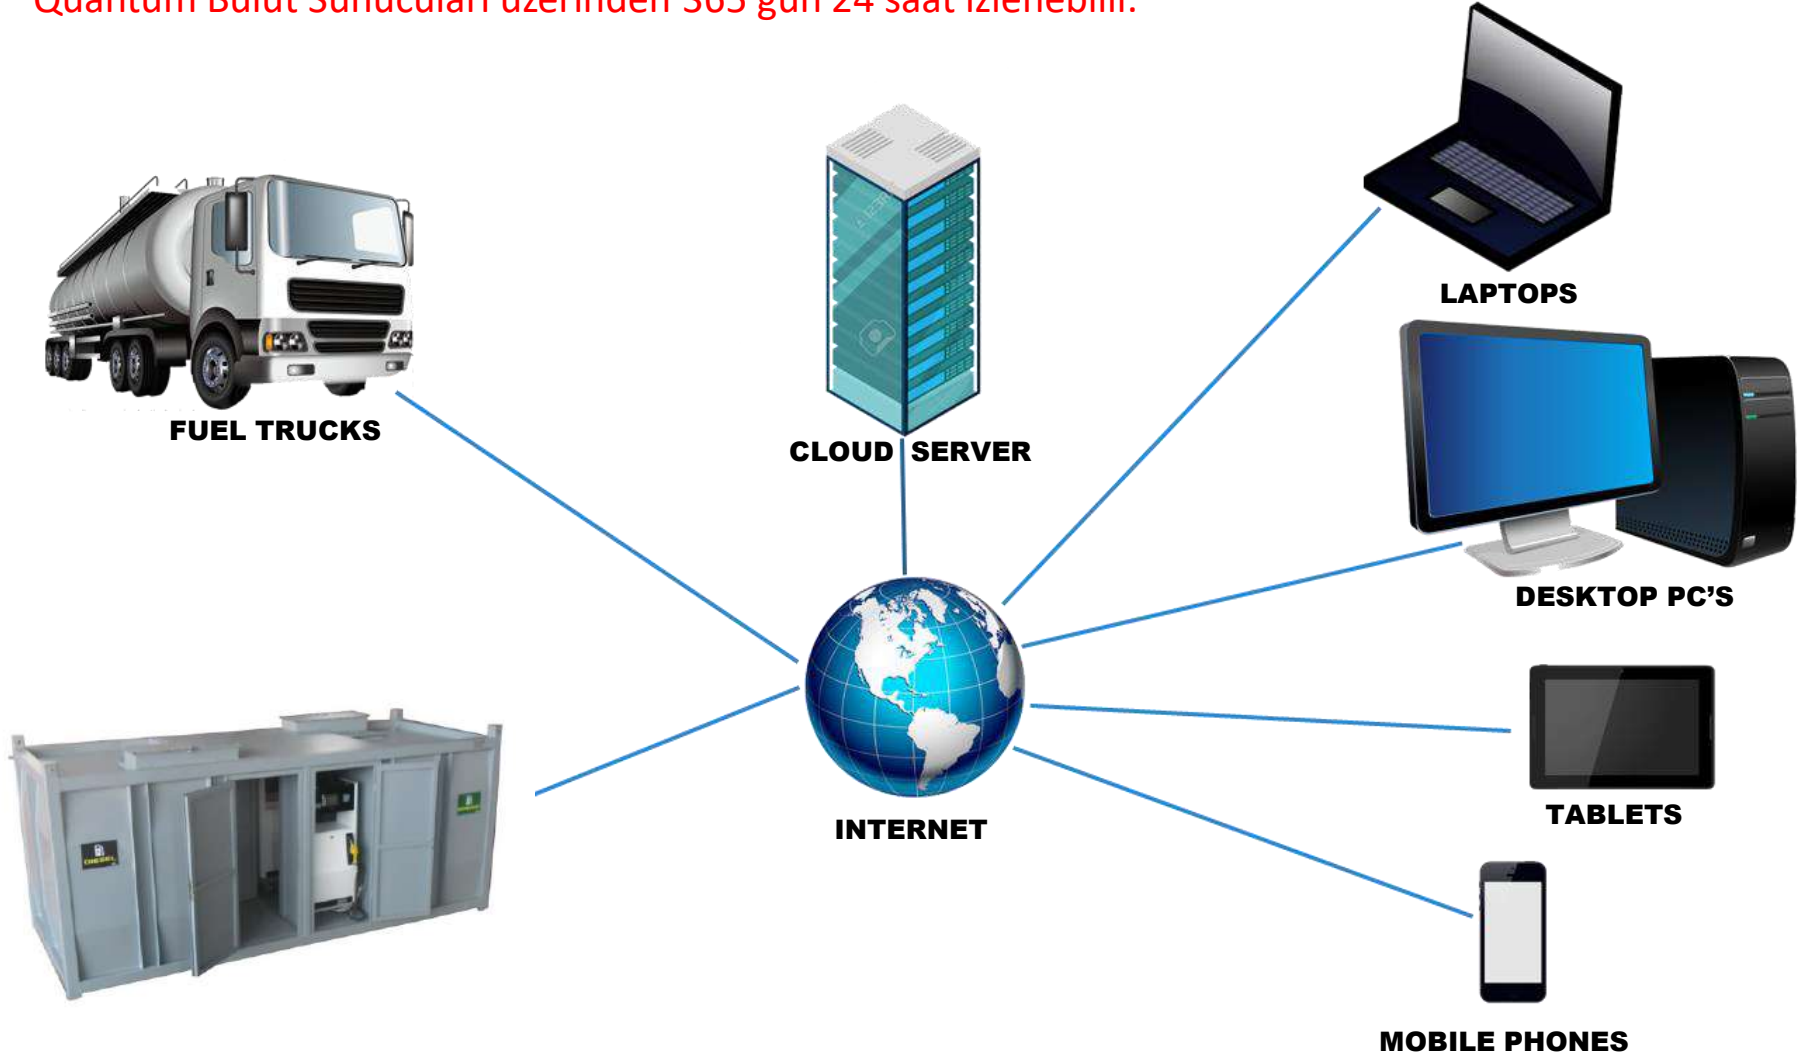 Quantum Bulut Sunucuları üzerinden 365 gün 24 saat izlenebilir.
FUEL TRUCKS
CLOUD SERVER
LAPTOPS
DESKTOP PC’S
INTERNET
TABLETS
MOBILE PHONES
DIESEL